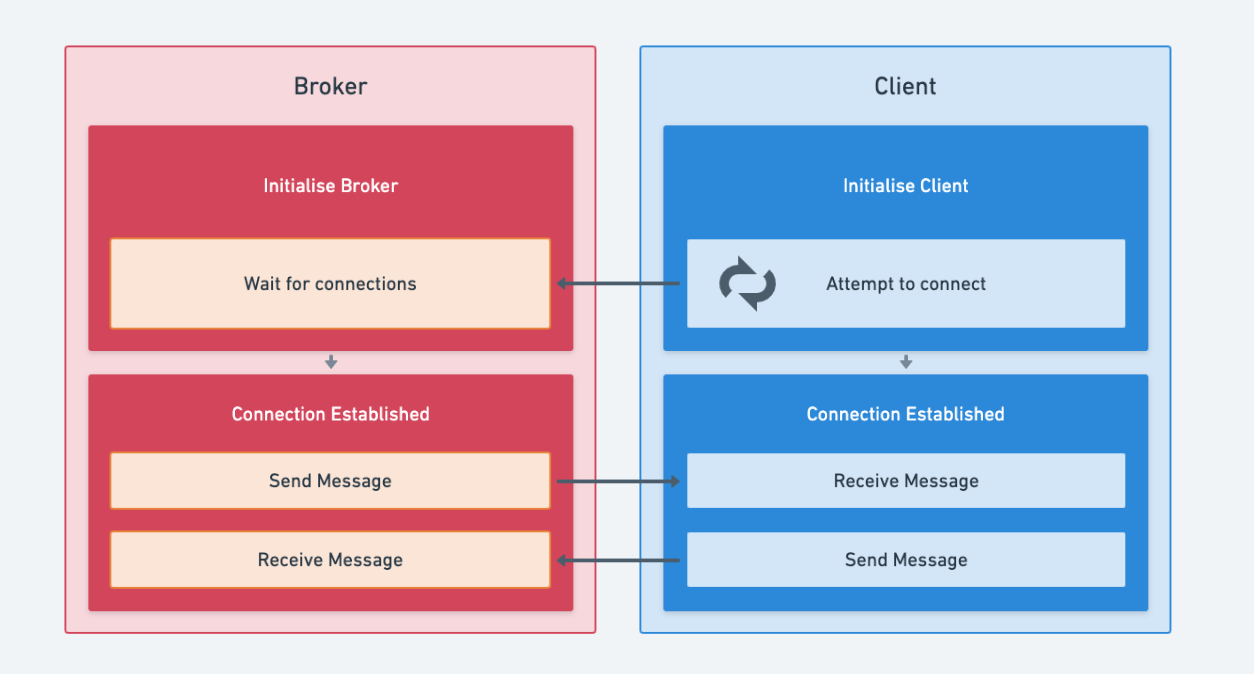 Broker
Initialise Broker
Wait for connections
Connection Established
Send Message
Receive Message
Client
Initialise Client
Attempt to connect
Connection Established
Receive Message
Send Message